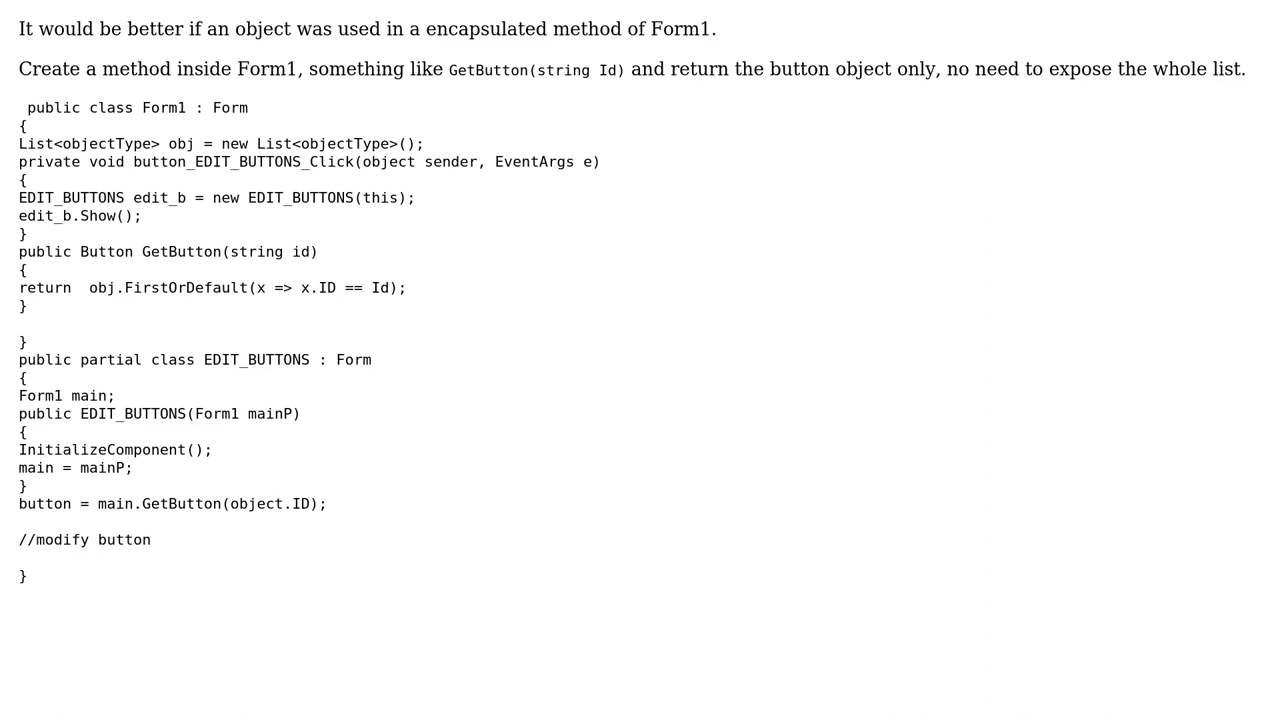 It would be better if an object was used in a encapsulated method of Form1.
Create a method inside Form1, something like GetButton(string Id) and return the button object only, no need to expose the whole list.
 public class Form1 : Form
{
List<objectType> obj = new List<objectType>();
private void button_EDIT_BUTTONS_Click(object sender, EventArgs e)
{
EDIT_BUTTONS edit_b = new EDIT_BUTTONS(this);
edit_b.Show();
}
public Button GetButton(string id)
{
return  obj.FirstOrDefault(x => x.ID == Id);
}
}
public partial class EDIT_BUTTONS : Form
{
Form1 main;
public EDIT_BUTTONS(Form1 mainP)
{
InitializeComponent();
main = mainP;
}
button = main.GetButton(object.ID);
//modify button
}